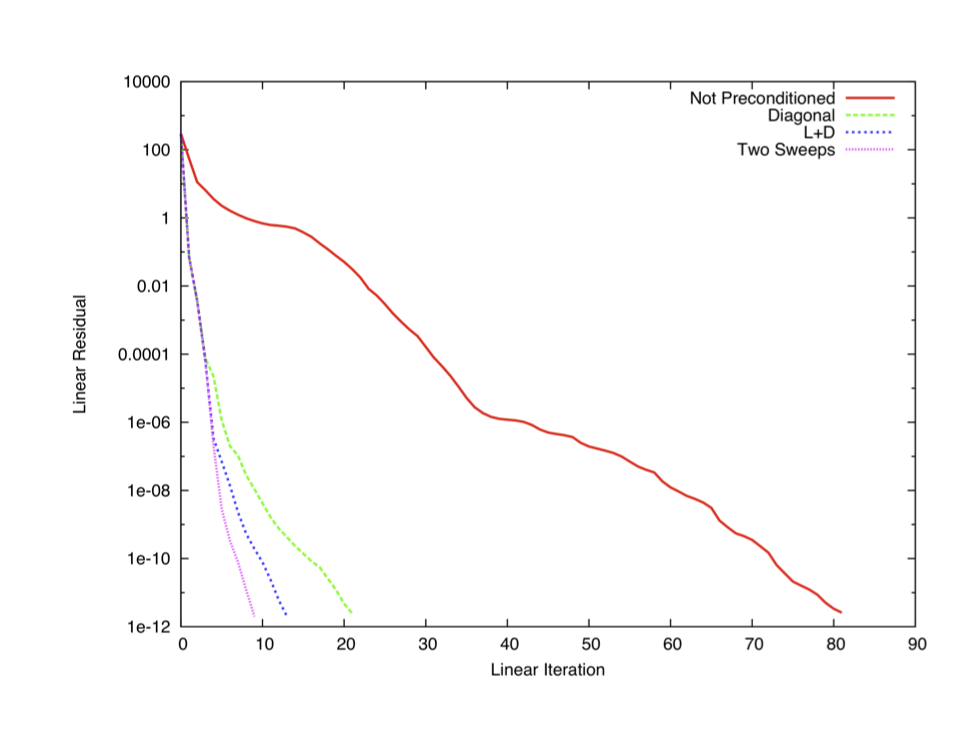 10000
100
1
0.01
0.0001
1e-06
1e-08
1e-10
1e-12
0 10 20 30 40 50 60 70 80 90
Linear Residual
Linear Iteration
Not Preconditioned
Diagonal
L+D
Two Sweeps